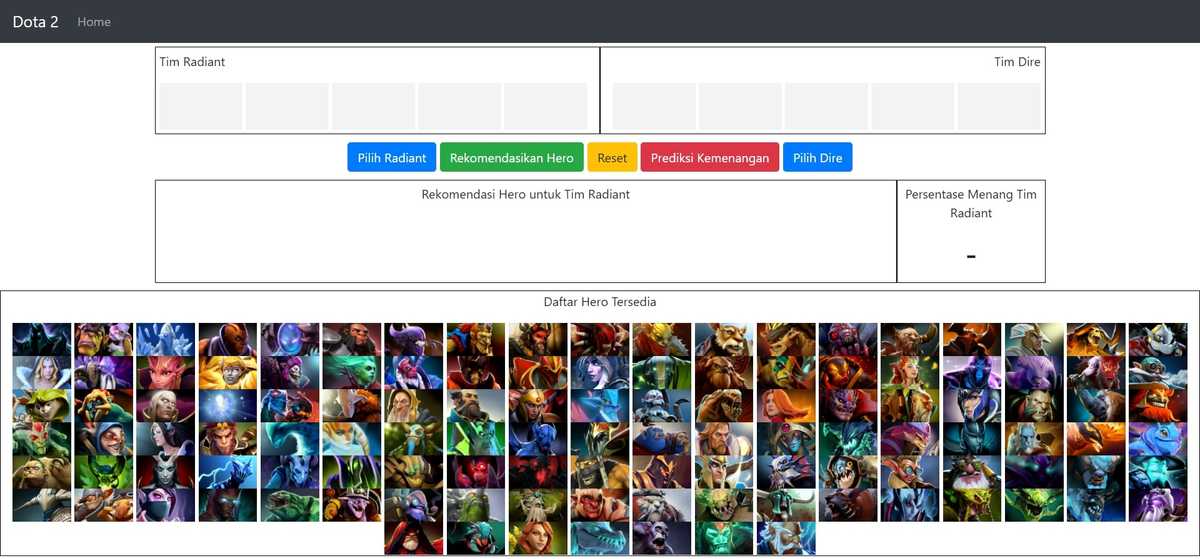 Dota 2 Home
Tim Radiant Tim Dire
Pilih Radiant Rekomendasikan Hero Reset Prediksi Kemenangan Pilih Dire
Rekomendasi Hero untuk Tim Radiant
Persentase Menang Tim
Radiant
-
Daftar Hero Tersedia